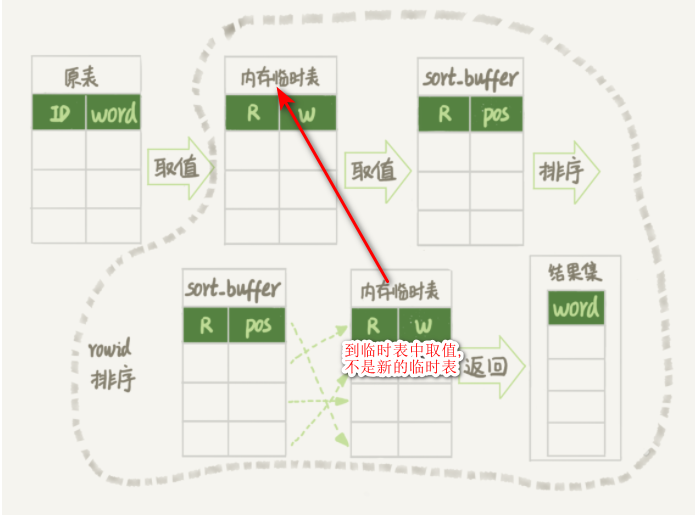 原表
ID word
取值
内存临时表
R W
取值
sort_buffer
R pos
排序
rowid
排序
sort_buffer
R pos
内存临时表
R W
到临时表中取值,
不是新的临时表
返回
结果集
word